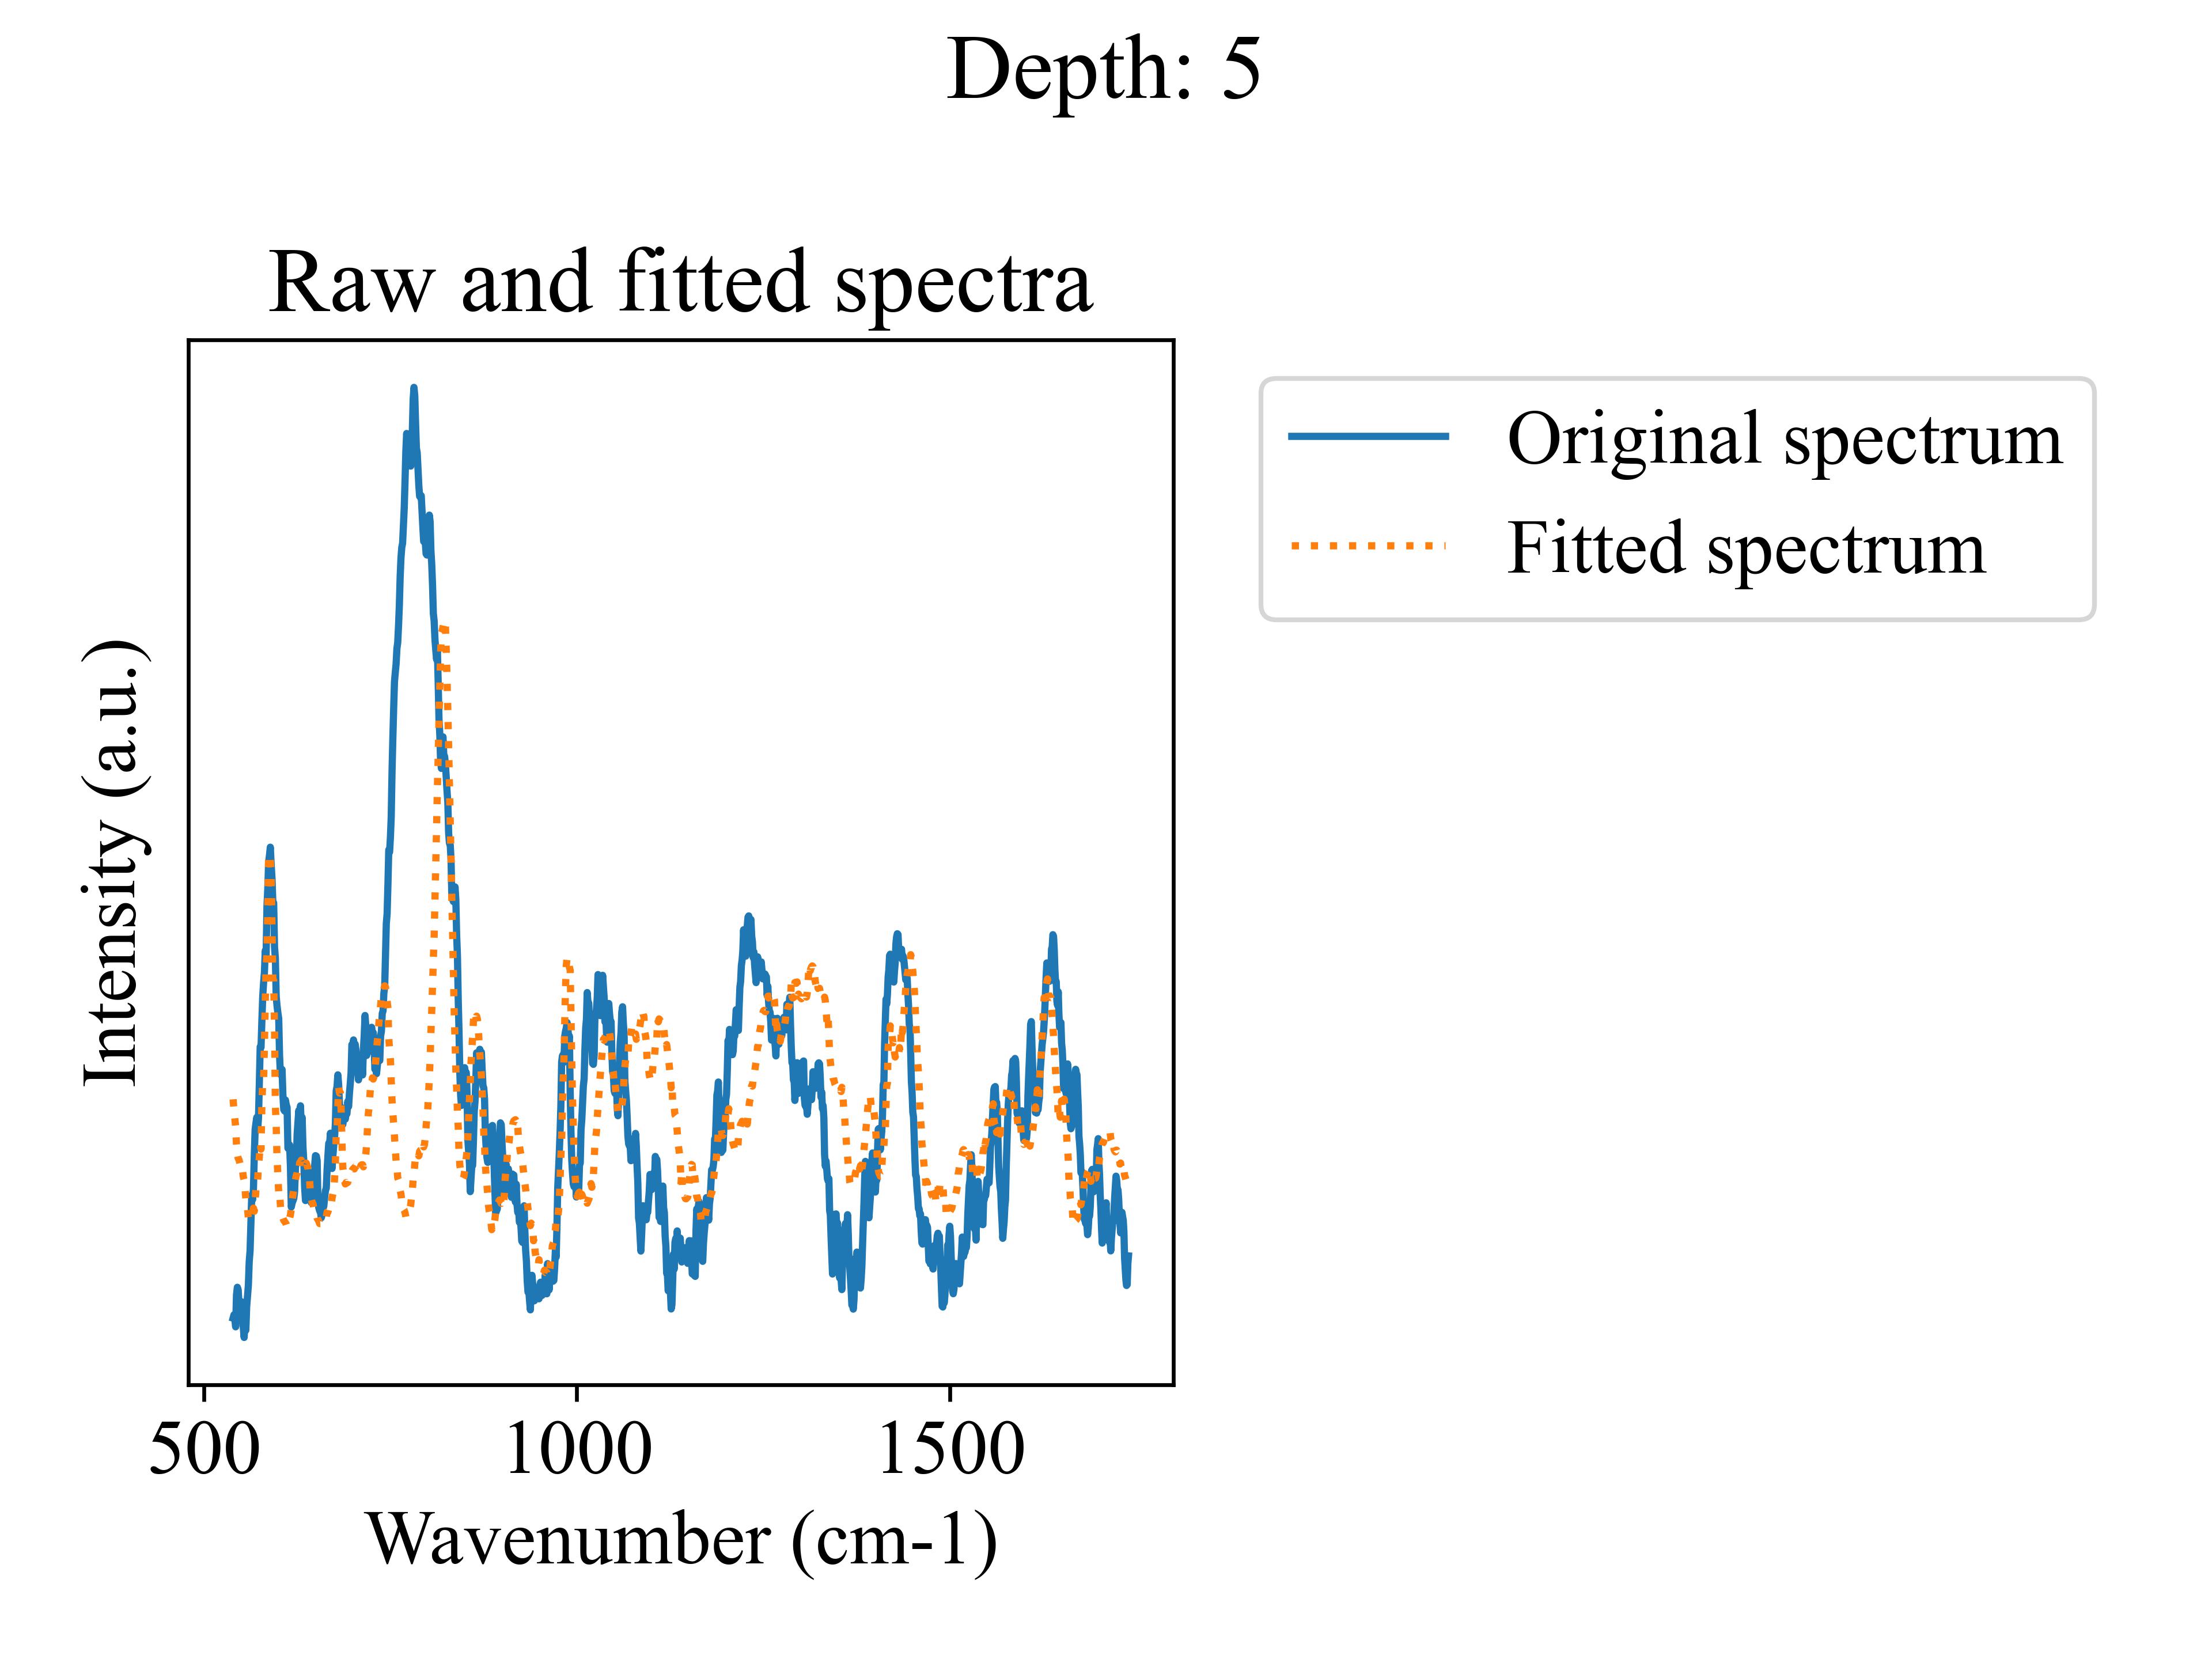 Depth: 5
Raw and fitted spectra
Original spectrum
Fitted spectrum
Intensity (a.u.)
500 1000 1500
Wavenumber (cm-1)